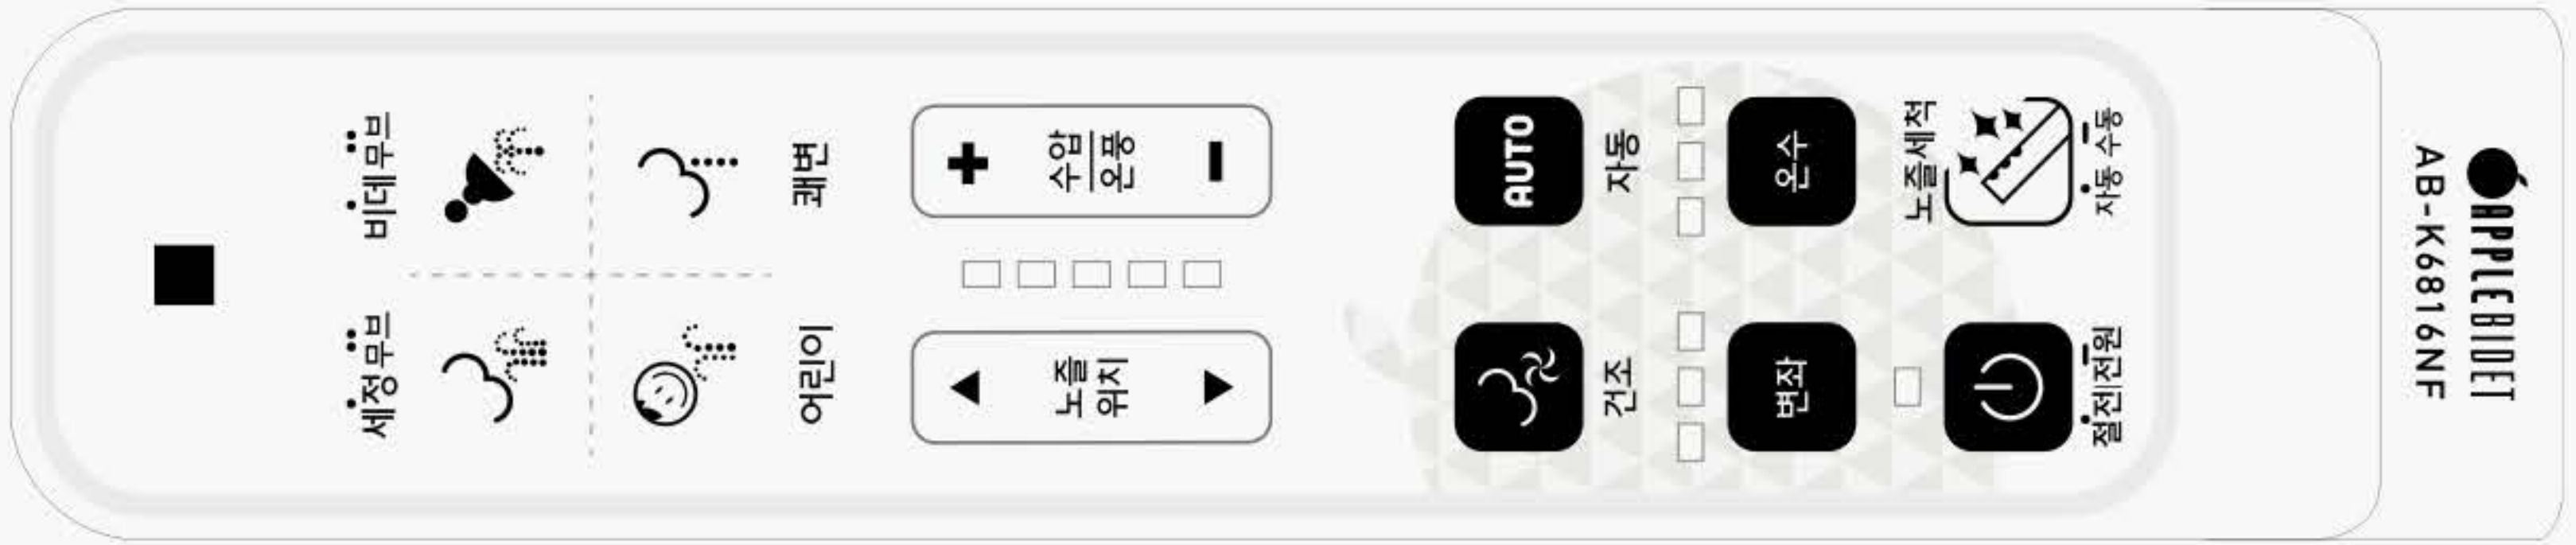 세정무브
비데무브
어린이
쾌변
노즐
위치
+
수압
온풍
-
건조
AUTO
자동
변좌
온수
절전|전원
노즐세척
자동 수동
AB-K6816NF
APPLEBIDET